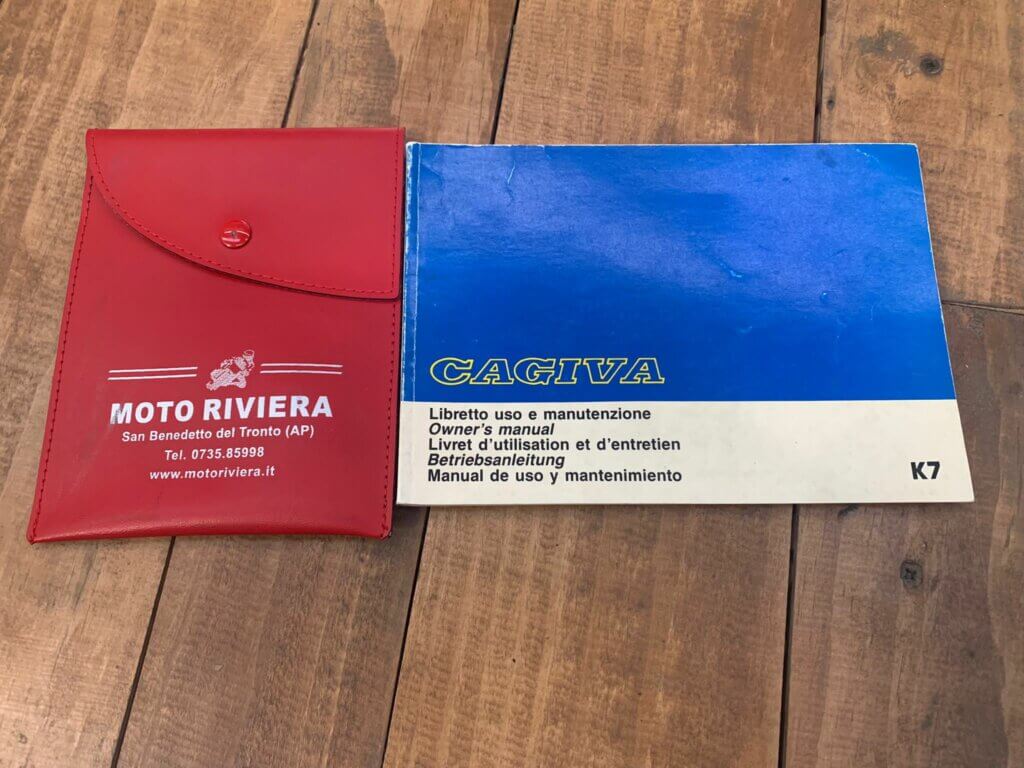 MOTO RIVIERA
San Benedetto del Tronto (AP)
Tel. 0735.85998
www.motoriviera.it
CAGIVA
Libretto uso e manutenzione
Owner's manual
Livret d'utilisation et d'entretien
Betriebsanleitung
Manual de uso y mantenimiento
K7